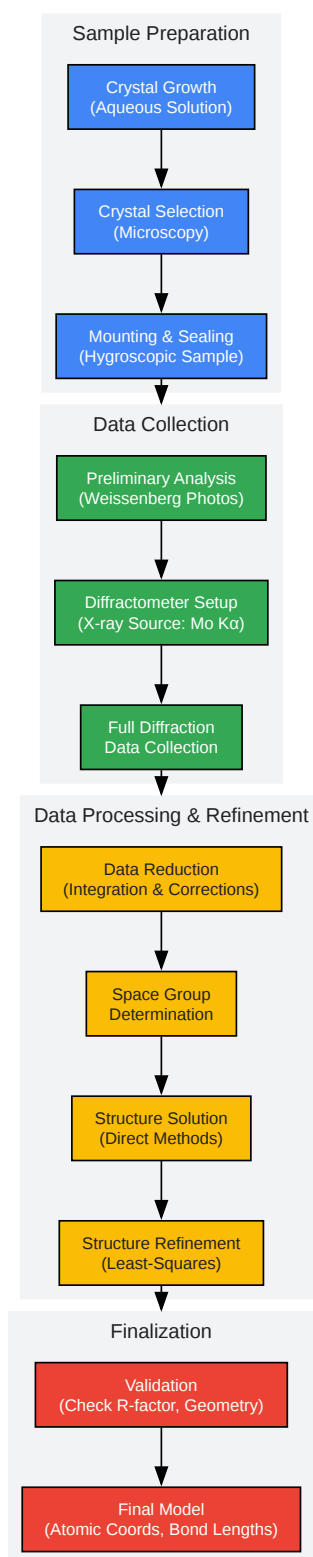 Sample Preparation
Crystal Growth
(Aqueous Solution)
Crystal Selection
(Microscopy)
Mounting & Sealing
(Hygroscopic Sample)
Data Collection
Preliminary Analysis
(Weissenberg Photos)
Diffractometer Setup
(X-ray Source: Mo Kα)
Full Diffraction
Data Collection
Data Processing & Refinement
Data Reduction
(Integration & Corrections)
Space Group
Determination
Structure Solution
(Direct Methods)
Structure Refinement
(Least-Squares)
Finalization
Validation
(Check R-factor, Geometry)
Final Model
(Atomic Coords, Bond Lengths)